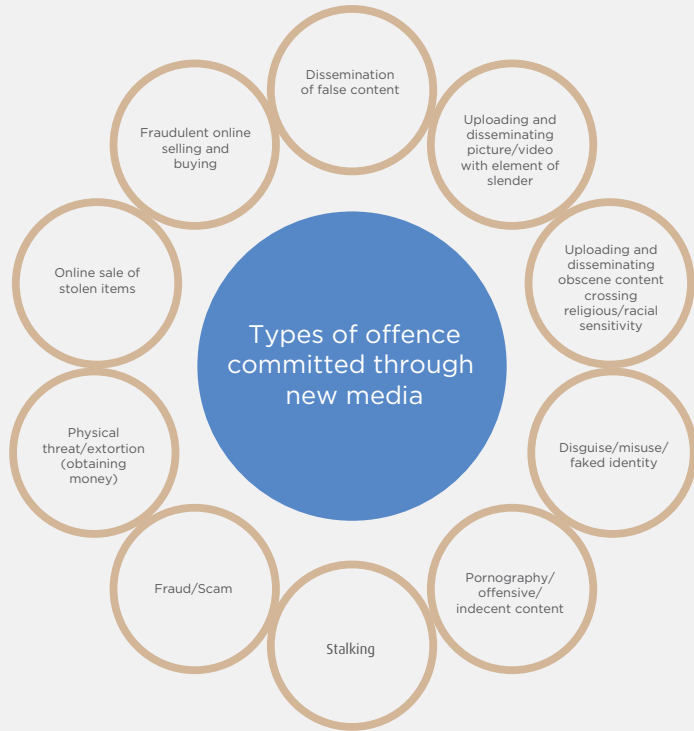 Types of offence
committed through
new media
Dissemination
of false content
Uploading and
disseminating
picture/video
with element of
slender
Uploading and
disseminating
obscene content
crossing
religious/racial
sensitivity
Disguise/misuse/
faked identity
Pornography/
offensive/
indecent content
Stalking
Fraud/Scam
Physical
threat/extortion
(obtaining
money)
Online sale of
stolen items
Fraudulent online
selling and
buying